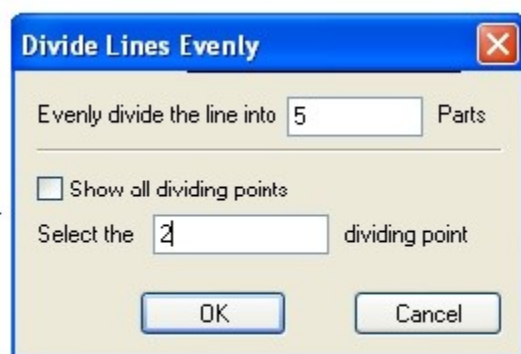 Divide Lines Evenly
Evenly divide the line into 5 Parts
Show all dividing points
Select the 2 dividing point
OK Cancel